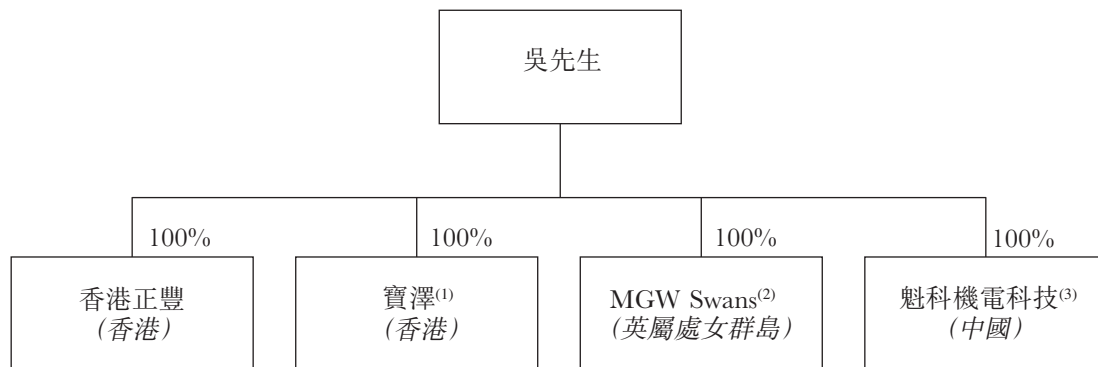 吳先生
100%
100%
100%
100%
香港正豐
(香港)
寶澤(1)
(香港)
MGW Swans(2)
(英屬處女群島)
魁科機電科技(3)
(中國)